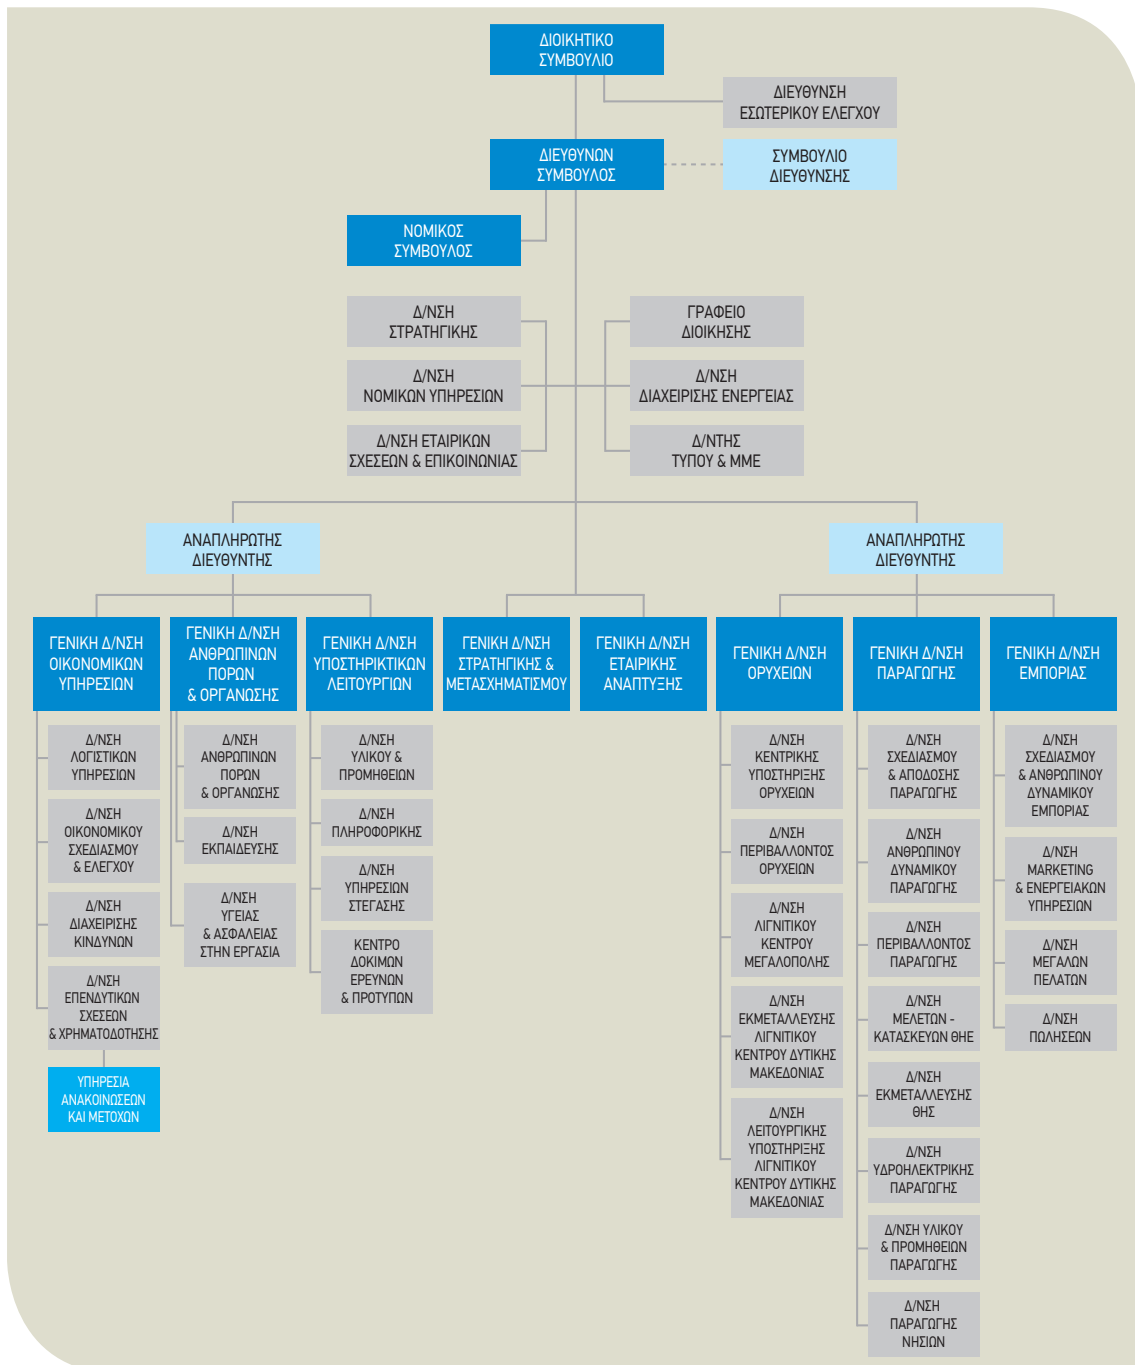 ΔΙΟΙΚΗΤΙΚΟ
ΣΥΜΒΟΥΛΙΟ
ΔΙΕΥΘΥΝΣΗ
ΕΣΩΤΕΡΙΚΟΥ ΕΛΕΓΧΟΥ
ΔΙΕΥΘΥΝΩΝ
ΣΥΜΒΟΥΛΟΣ
ΣΥΜΒΟΥΛΙΟ
ΔΙΕΥΘΥΝΣΗΣ
ΝΟΜΙΚΟΣ
ΣΥΜΒΟΥΛΟΣ
Δ/ΝΣΗ
ΣΤΡΑΤΗΓΙΚΗΣ
ΓΡΑΦΕΙΟ
ΔΙΟΙΚΗΣΗΣ
Δ/ΝΣΗ
ΝΟΜΙΚΩΝ ΥΠΗΡΕΣΙΩΝ
Δ/ΝΣΗ
ΔΙΑΧΕΙΡΙΣΗΣ ΕΝΕΡΓΕΙΑΣ
Δ/ΝΣΗ ΕΤΑΙΡΙΚΩΝ
ΣΧΕΣΕΩΝ & ΕΠΙΚΟΙΝΩΝΙΑΣ
Δ/ΝΤΗΣ
ΤΥΠΟΥ & ΜΜΕ
ΑΝΑΠΛΗΡΩΤΗΣ
ΔΙΕΥΘΥΝΤΗΣ
ΑΝΑΠΛΗΡΩΤΗΣ
ΔΙΕΥΘΥΝΤΗΣ
ΓΕΝΙΚΗ Δ/ΝΣΗ
ΟΙΚΟΝΟΜΙΚΩΝ
ΥΠΗΡΕΣΙΩΝ
ΓΕΝΙΚΗ Δ/ΝΣΗ
ΑΝΘΡΩΠΙΝΩΝ
ΠΟΡΩΝ
& ΟΡΓΑΝΩΣΗΣ
ΓΕΝΙΚΗ Δ/ΝΣΗ
ΥΠΟΣΤΗΡΙΚΤΙΚΩΝ
ΛΕΙΤΟΥΡΓΙΩΝ
ΓΕΝΙΚΗ Δ/ΝΣΗ
ΣΤΡΑΤΗΓΙΚΗΣ &
ΜΕΤΑΣΧΗΜΑΤΙΣΜΟΥ
ΓΕΝΙΚΗ Δ/ΝΣΗ
ΕΤΑΙΡΙΚΗΣ
ΑΝΑΠΤΥΞΗΣ
ΓΕΝΙΚΗ Δ/ΝΣΗ
ΟΡΥΧΕΙΩΝ
ΓΕΝΙΚΗ Δ/ΝΣΗ
ΠΑΡΑΓΩΓΗΣ
ΓΕΝΙΚΗ Δ/ΝΣΗ
ΕΜΠΟΡΙΑΣ
Δ/ΝΣΗ
ΛΟΓΙΣΤΙΚΩΝ
ΥΠΗΡΕΣΙΩΝ
Δ/ΝΣΗ
ΟΙΚΟΝΟΜΙΚΟΥ
ΣΧΕΔΙΑΣΜΟΥ
& ΕΛΕΓΧΟΥ
Δ/ΝΣΗ
ΔΙΑΧΕΙΡΙΣΗΣ
ΚΙΝΔΥΝΩΝ
Δ/ΝΣΗ
ΕΠΕΝΔΥΤΙΚΩΝ
ΣΧΕΣΕΩΝ
& ΧΡΗΜΑΤΟΔΟΤΗΣΗΣ
ΥΠΗΡΕΣΙΑ
ΑΝΑΚΟΙΝΩΣΕΩΝ
ΚΑΙ ΜΕΤΟΧΩΝ
Δ/ΝΣΗ
ΑΝΘΡΩΠΙΝΩΝ
ΠΟΡΩΝ
& ΟΡΓΑΝΩΣΗΣ
Δ/ΝΣΗ
ΕΚΠΑΙΔΕΥΣΗΣ
Δ/ΝΣΗ
ΥΓΕΙΑΣ
& ΑΣΦΑΛΕΙΑΣ
ΣΤΗΝ ΕΡΓΑΣΙΑ
Δ/ΝΣΗ
ΥΛΙΚΟΥ &
ΠΡΟΜΗΘΕΙΩΝ
Δ/ΝΣΗ
ΠΛΗΡΟΦΟΡΙΚΗΣ
Δ/ΝΣΗ
ΥΠΗΡΕΣΙΩΝ
ΣΤΕΓΑΣΗΣ
ΚΕΝΤΡΟ
ΔΟΚΙΜΩΝ
ΕΡΕΥΝΩΝ
& ΠΡΟΤΥΠΩΝ
Δ/ΝΣΗ
ΚΕΝΤΡΙΚΗΣ
ΥΠΟΣΤΗΡΙΞΗΣ
ΟΡΥΧΕΙΩΝ
Δ/ΝΣΗ
ΠΕΡΙΒΑΛΛΟΝΤΟΣ
ΟΡΥΧΕΙΩΝ
Δ/ΝΣΗ
ΛΙΓΝΙΤΙΚΟΥ
ΚΕΝΤΡΟΥ
ΜΕΓΑΛΟΠΟΛΗΣ
Δ/ΝΣΗ
ΕΚΜΕΤΑΛΛΕΥΣΗΣ
ΛΙΓΝΙΤΙΚΟΥ
ΚΕΝΤΡΟΥ ΔΥΤΙΚΗΣ
ΜΑΚΕΔΟΝΙΑΣ
Δ/ΝΣΗ
ΛΕΙΤΟΥΡΓΙΚΗΣ
ΥΠΟΣΤΗΡΙΞΗΣ
ΛΙΓΝΙΤΙΚΟΥ
ΚΕΝΤΡΟΥ ΔΥΤΙΚΗΣ
ΜΑΚΕΔΟΝΙΑΣ
Δ/ΝΣΗ
ΣΧΕΔΙΑΣΜΟΥ
& ΑΠΟΔΟΣΗΣ
ΠΑΡΑΓΩΓΗΣ
Δ/ΝΣΗ
ΑΝΘΡΩΠΙΝΟΥ
ΔΥΝΑΜΙΚΟΥ
ΠΑΡΑΓΩΓΗΣ
Δ/ΝΣΗ
ΠΕΡΙΒΑΛΛΟΝΤΟΣ
ΠΑΡΑΓΩΓΗΣ
Δ/ΝΣΗ
ΜΕΛΕΤΩΝ -
ΚΑΤΑΣΚΕΥΩΝ ΘΗΕ
Δ/ΝΣΗ
ΕΚΜΕΤΑΛΛΕΥΣΗΣ
ΘΗΣ
Δ/ΝΣΗ
ΥΔΡΟΗΛΕΚΤΡΙΚΗΣ
ΠΑΡΑΓΩΓΗΣ
Δ/ΝΣΗ ΥΛΙΚΟΥ
& ΠΡΟΜΗΘΕΙΩΝ
ΠΑΡΑΓΩΓΗΣ
Δ/ΝΣΗ
ΠΑΡΑΓΩΓΗΣ
ΝΗΣΙΩΝ
Δ/ΝΣΗ
ΣΧΕΔΙΑΣΜΟΥ
& ΑΝΘΡΩΠΙΝΟΥ
ΔΥΝΑΜΙΚΟΥ
ΕΜΠΟΡΙΑΣ
Δ/ΝΣΗ
MARKETING
& ΕΝΕΡΓΕΙΑΚΩΝ
ΥΠΗΡΕΣΙΩΝ
Δ/ΝΣΗ
ΜΕΓΑΛΩΝ
ΠΕΛΑΤΩΝ
Δ/ΝΣΗ
ΠΩΛΗΣΕΩΝ